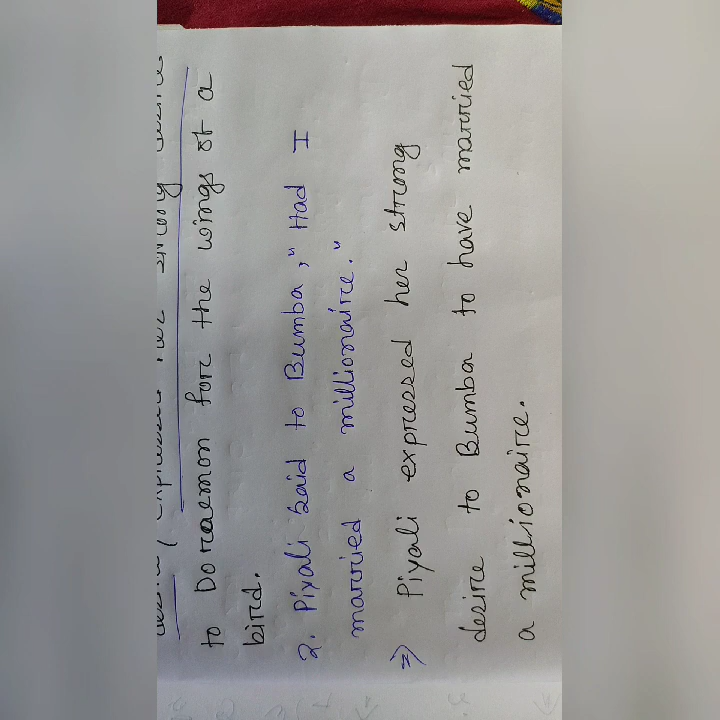 to Doraemon for the wings of a
bird.
2. Piyali said to Bumba, "Had I
married a millionaire."
⇒ Piyali expressed her strong
desire to Bumba to have married
a millionaire.